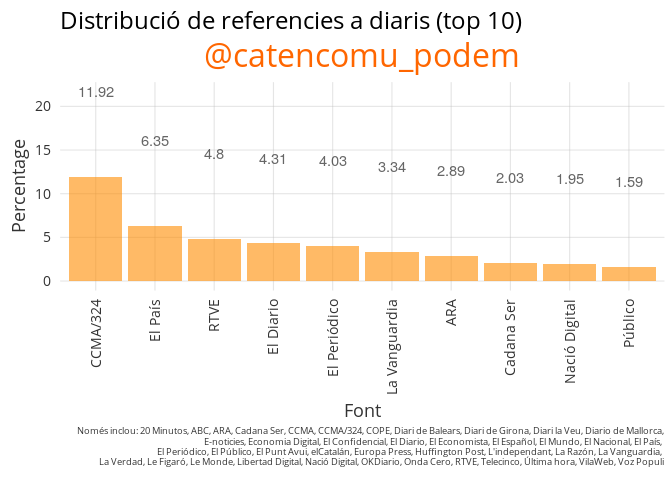 Distribució de referencies a diaris (top 10)
@catencomu_podem
Percentage
20
15
10
5
0
11.92
6.35
4.8
4.31
4.03
3.34
2.89
2.03
1.95
1.59
CCMA/324
El País
RTVE
El Diario
El Periódico
La Vanguardia
ARA
Cadana Ser
Nació Digital
Público
Font
Només inclou: 20 Minutos, ABC, ARA, Cadana Ser, CCMA, CCMA/324, COPE, Diari de Balears, Diari de Girona, Diari la Veu, Diario de Mallorca,
E-noticies, Economia Digital, El Confidencial, El Diario, El Economista, El Español, El Mundo, El Nacional, El País,
El Periódico, El Público, El Punt Avui, elCatalán, Europa Press, Huffington Post, L'independant, La Razón, La Vanguardia,
La Verdad, Le Figaró, Le Monde, Libertad Digital, Nació Digital, OKDiario, Onda Cero, RTVE, Telecinco, Última hora, VilaWeb, Voz Populi